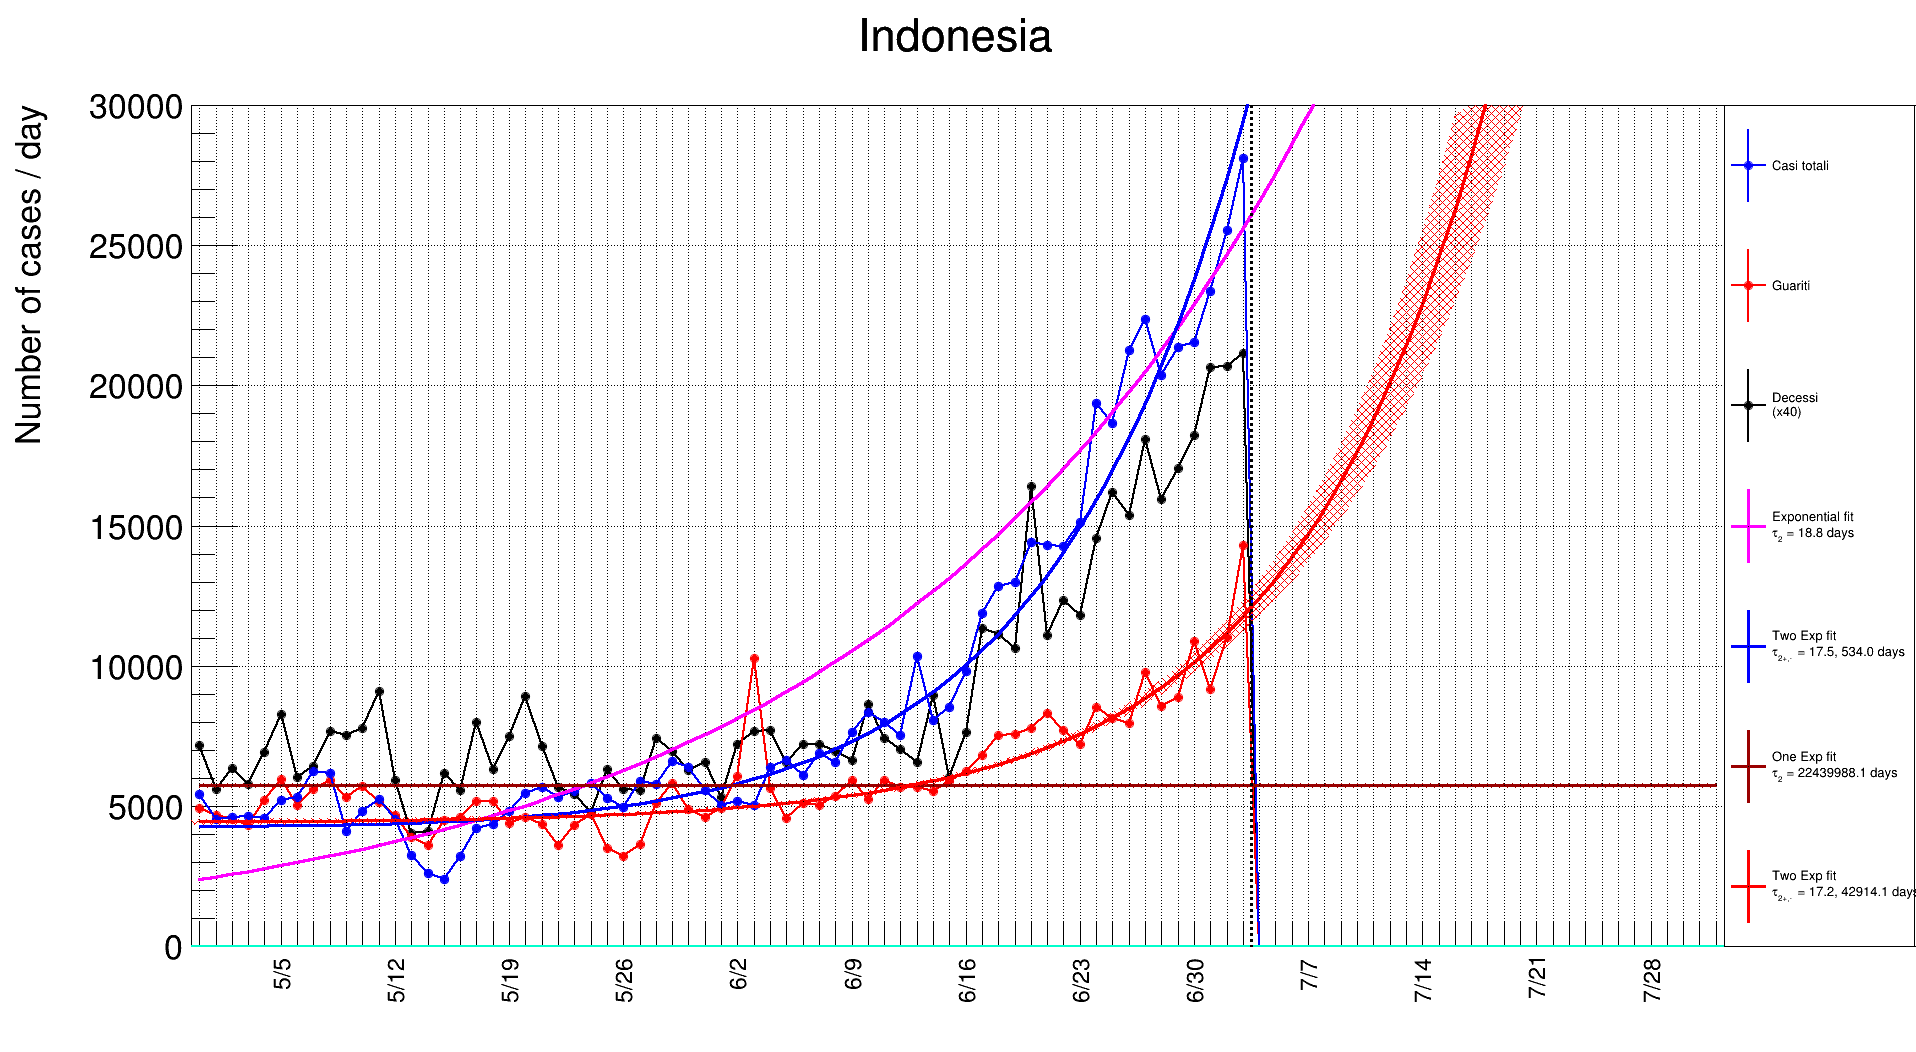 Indonesia
Number of cases / day
30000
25000
20000
15000
10000
5000
0
5/5
5/12
5/19
5/26
6/2
6/9
6/16
6/23
6/30
7/7
7/14
7/21
7/28
Casi totali
Guariti
Decessi
(x40)
Exponential fit
τ2 = 18.8 days
Two Exp fit
τ2+,- = 17.5, 534.0 days
One Exp fit
τ2 = 22439988.1 days
Two Exp fit
τ2+,- = 17.2, 42914.1 days